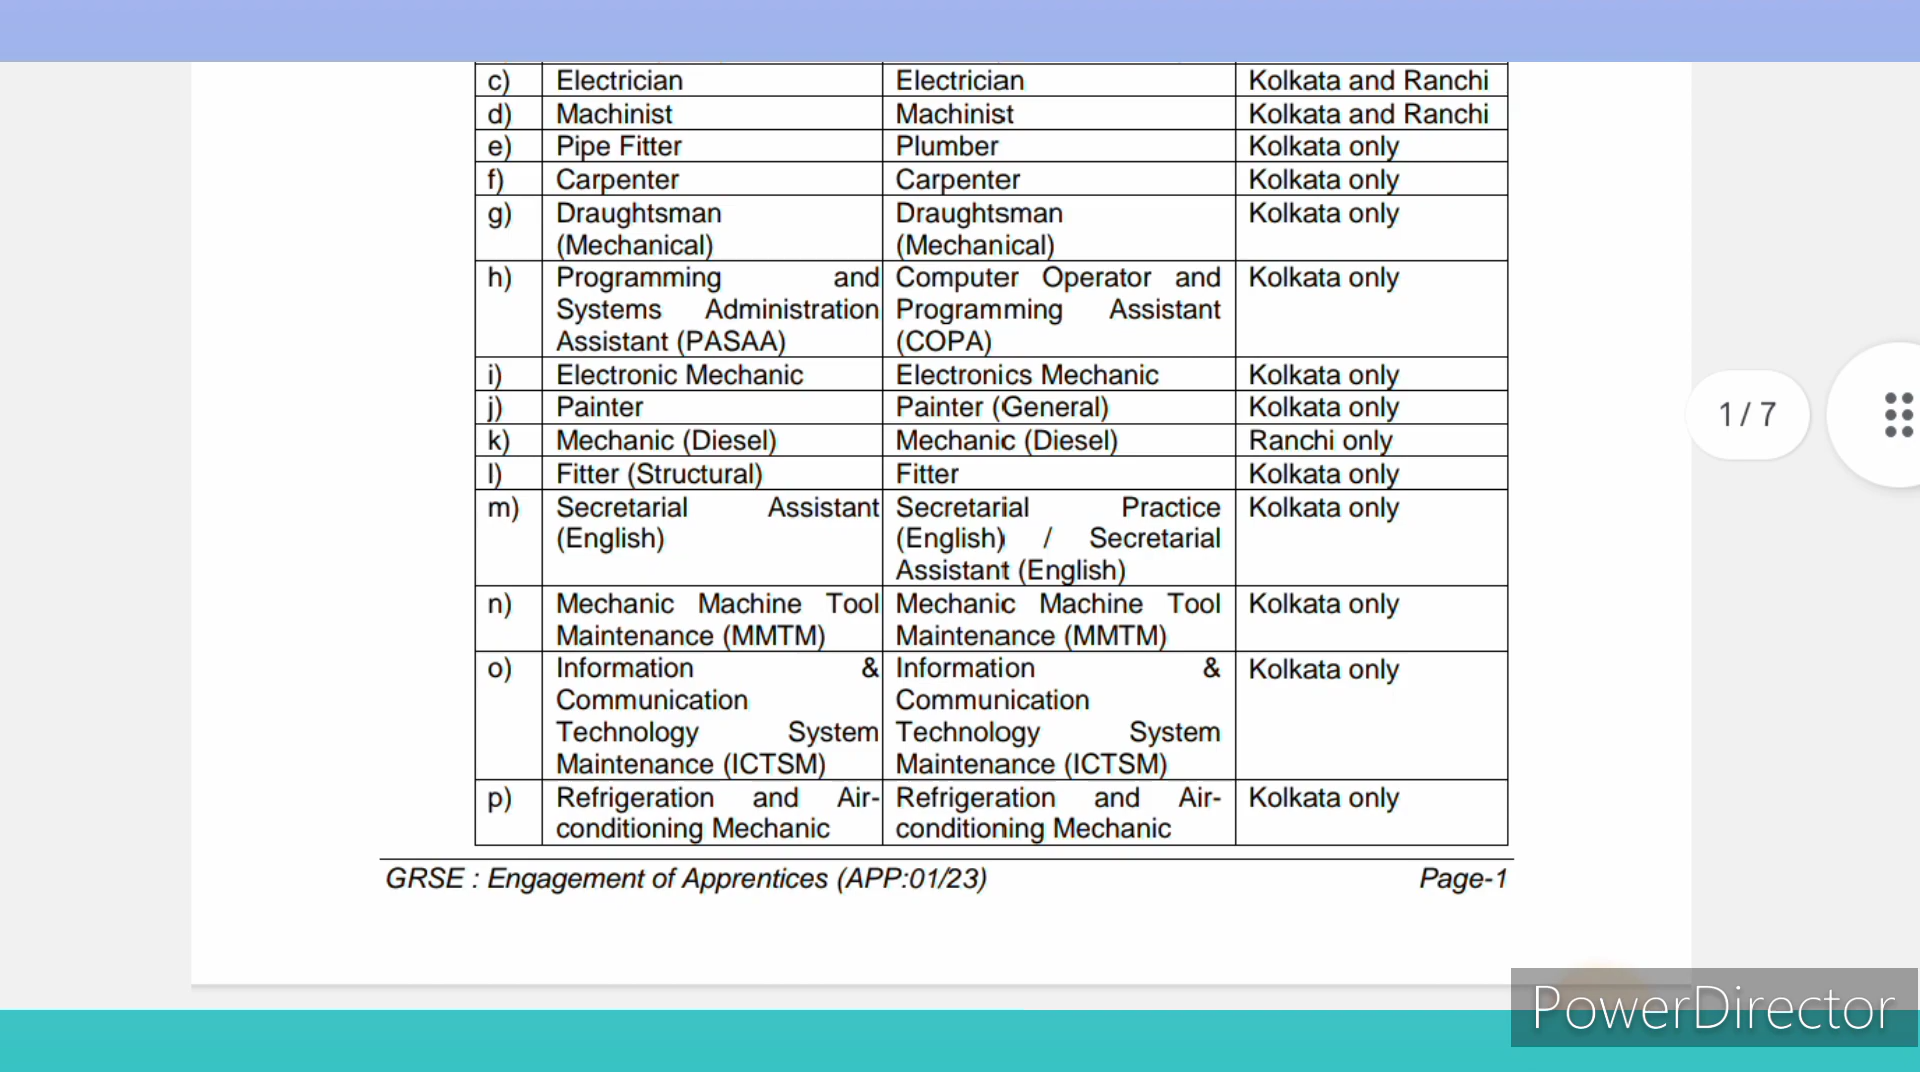 c) Electrician Electrician Kolkata and Ranchi
d) Machinist Machinist Kolkata and Ranchi
e) Pipe Fitter Plumber Kolkata only
f) Carpenter Carpenter Kolkata only
g) Draughtsman Draughtsman Kolkata only
(Mechanical) (Mechanical)
h) Programming and Computer Operator and Kolkata only
Systems Administration Programming Assistant
Assistant (PASAA) (COPA)
i) Electronic Mechanic Electronics Mechanic Kolkata only
j) Painter Painter (General) Kolkata only
k) Mechanic (Diesel) Mechanic (Diesel) Ranchi only
l) Fitter (Structural) Fitter Kolkata only
m) Secretarial Assistant Secretarial Practice Kolkata only
(English) (English) / Secretarial
Assistant (English)
n) Mechanic Machine Tool Mechanic Machine Tool Kolkata only
Maintenance (MMTM) Maintenance (MMTM)
o) Information & Information & Kolkata only
Communication Communication
Technology System Technology System
Maintenance (ICTSM) Maintenance (ICTSM)
p) Refrigeration and Air- Refrigeration and Air- Kolkata only
conditioning Mechanic conditioning Mechanic
GRSE : Engagement of Apprentices (APP:01/23) Page-1
1 / 7
PowerDirector